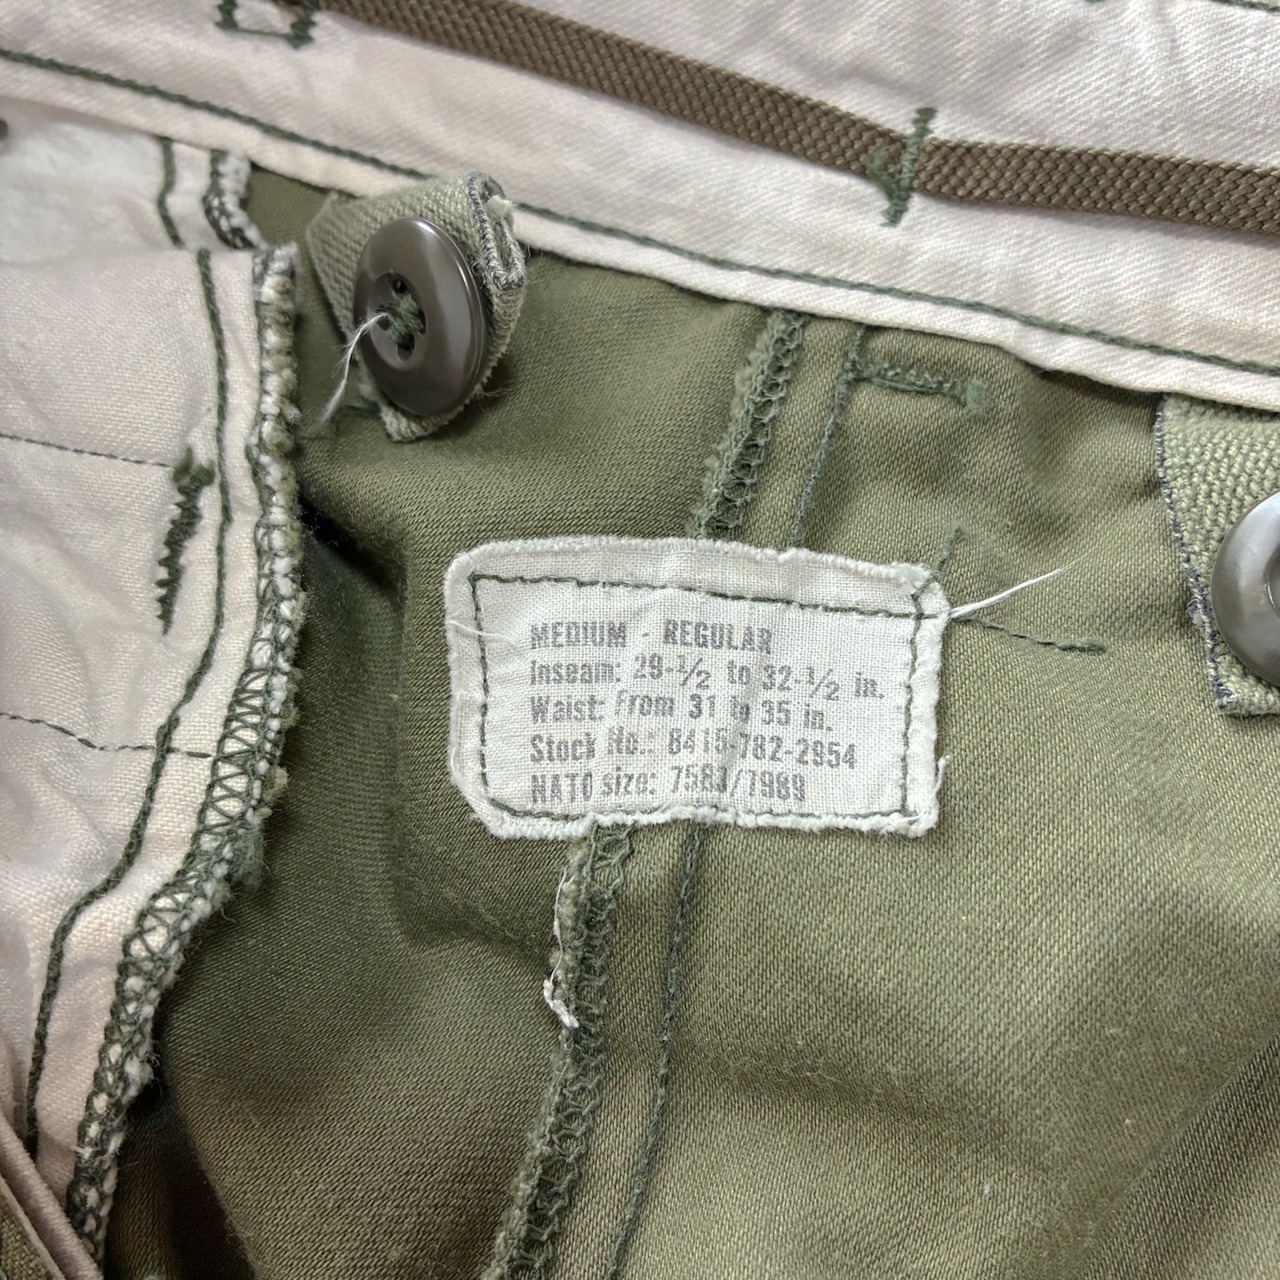 MEDIUM - REGULAR
Inseam: 29-½ to 32-½ in.
Waist: From 31 to 35 in.
Stock No.: 8415-782-2954
NATO size: 7583/7989